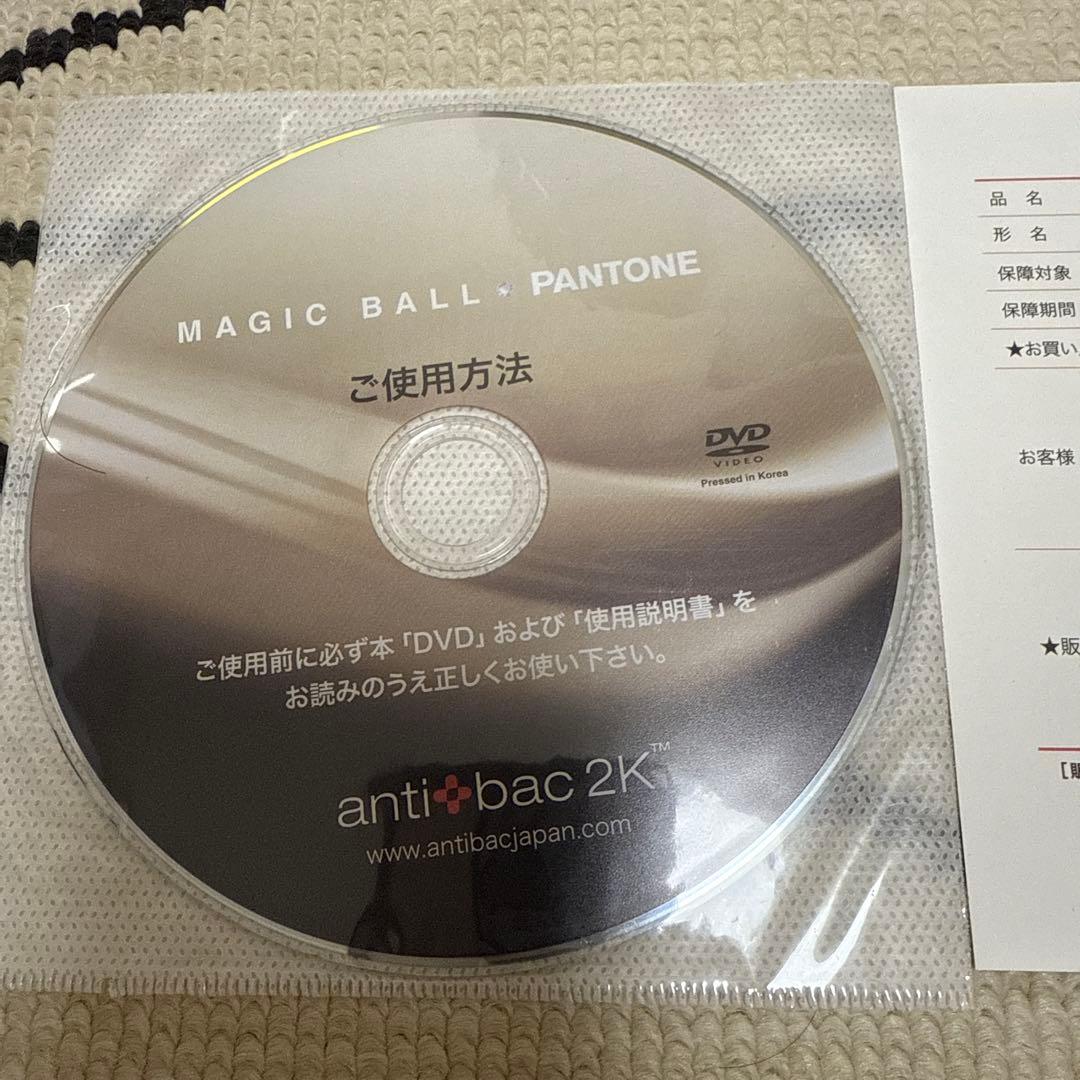 MAGIC BALL * PANTONE
ご使用方法
DVD
VIDEO
Pressed in Korea
ご使用前に必ず本「DVD」および「使用説明書」を
お読みのうえ正しくお使い下さい。
anti+bac 2K™
www.antibacjapan.com
品 名
形 名
保障対象
保障期間
★お買い
お客様
★販
[販